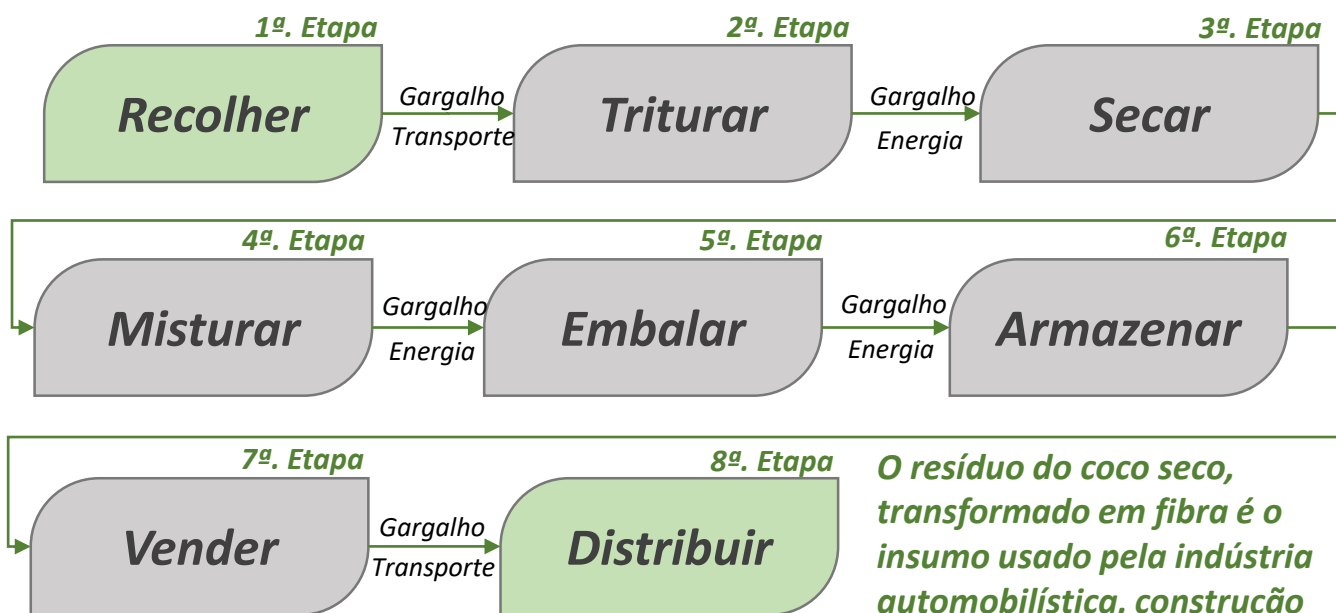 1ª. Etapa
2ª. Etapa
3ª. Etapa
Recolher
Gargalho
Transporte
Triturar
Gargalho
Energia
Secar
4ª. Etapa
5ª. Etapa
6ª. Etapa
Misturar
Gargalho
Energia
Embalar
Gargalho
Energia
Armazenar
7ª. Etapa
8ª. Etapa
Vender
Gargalho
Transporte
Distribuir
O resíduo do coco seco,
transformado em fibra é o
insumo usado pela indústria
automobilística, construção